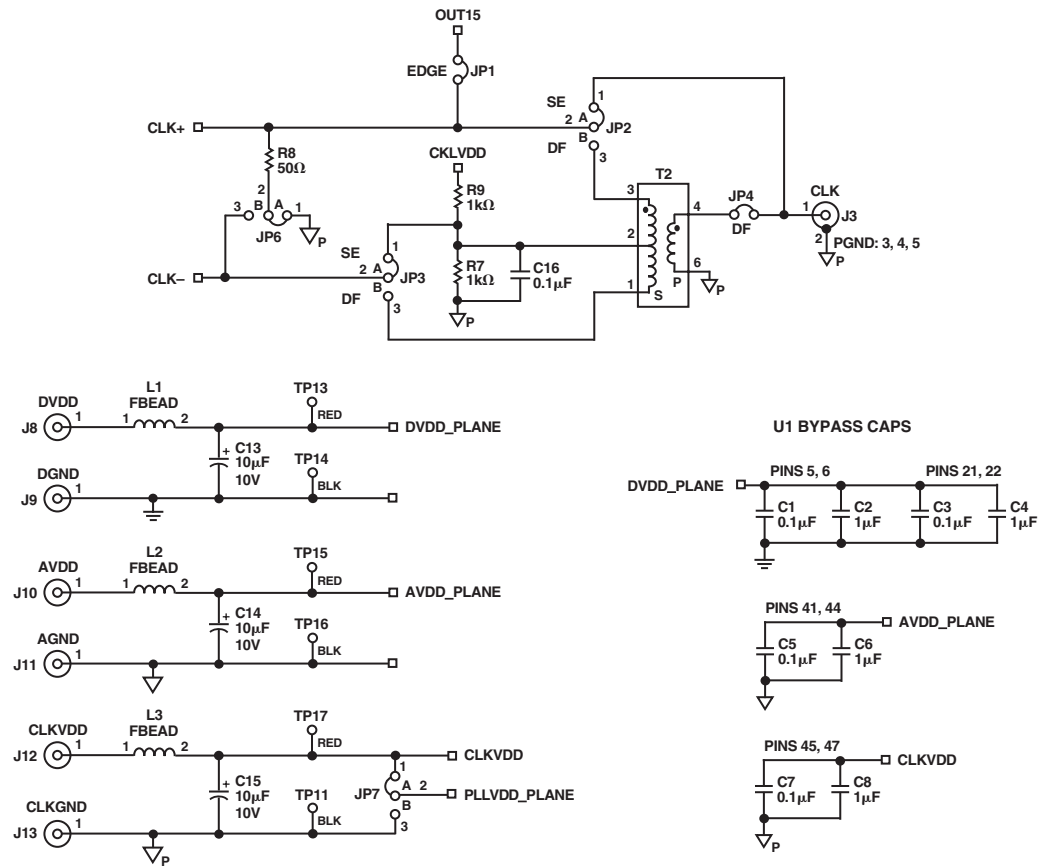 OUT15
EDGE JP1
SE 1
CLK+ 2 A JP2
B
DF 3
R8
50Ω
CKLVDD
R9
1kΩ
T2
3 4
JP4
DF
CLK
1 J3
2 PGND: 3, 4, 5
P
2
3 B A 1
JP6 P
SE 1
CLK– 2 A JP3
B
DF 3
R7
1kΩ
C16
0.1µF
P
2
1 S P 6
P
DVDD L1
FBEAD
TP13
RED
J8 1 1 2 DVDD_PLANE
+ C13
10µF
10V
DGND TP14
BLK
J9 1
AVDD L2
FBEAD
TP15
RED
J10 1 1 2 AVDD_PLANE
+ C14
10µF
10V
AGND TP16
BLK
J11 1
CLKVDD L3
FBEAD
TP17
RED
J12 1 1 2 CLKVDD
+ C15
10µF
10V
1
JP7 A 2 PLLVDD_PLANE
B
3
CLKGND TP11
BLK
J13 1
P
U1 BYPASS CAPS
PINS 5, 6 PINS 21, 22
DVDD_PLANE
C1
0.1µF
C2
1µF
C3
0.1µF
C4
1µF
PINS 41, 44
AVDD_PLANE
C5
0.1µF
C6
1µF
PINS 45, 47
CLKVDD
C7
0.1µF
C8
1µF
P